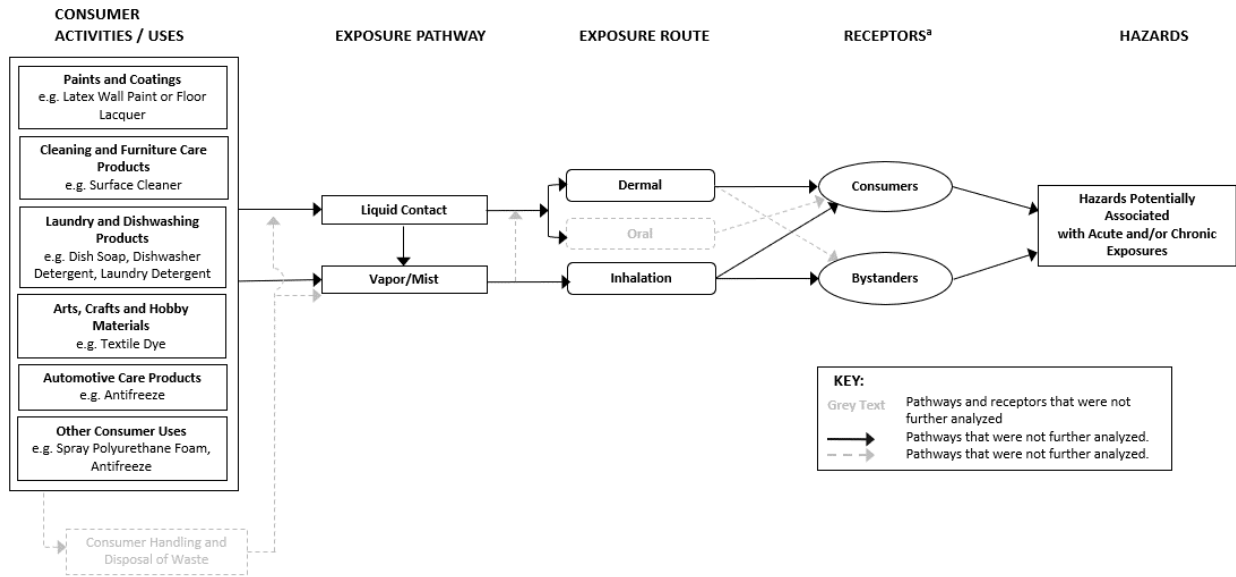 CONSUMER
ACTIVITIES / USES
EXPOSURE PATHWAY
EXPOSURE ROUTE
RECEPTORSᵃ
HAZARDS
Paints and Coatings
e.g. Latex Wall Paint or Floor
Lacquer
Cleaning and Furniture Care
Products
e.g. Surface Cleaner
Laundry and Dishwashing
Products
e.g. Dish Soap, Dishwasher
Detergent, Laundry Detergent
Arts, Crafts and Hobby
Materials
e.g. Textile Dye
Automotive Care Products
e.g. Antifreeze
Other Consumer Uses
e.g. Spray Polyurethane Foam,
Antifreeze
Consumer Handling and
Disposal of Waste
Liquid Contact
Vapor/Mist
Dermal
Oral
Inhalation
Consumers
Bystanders
Hazards Potentially
Associated
with Acute and/or Chronic
Exposures
KEY:
Grey Text Pathways and receptors that were not
further analyzed
Pathways that were not further analyzed.
Pathways that were not further analyzed.